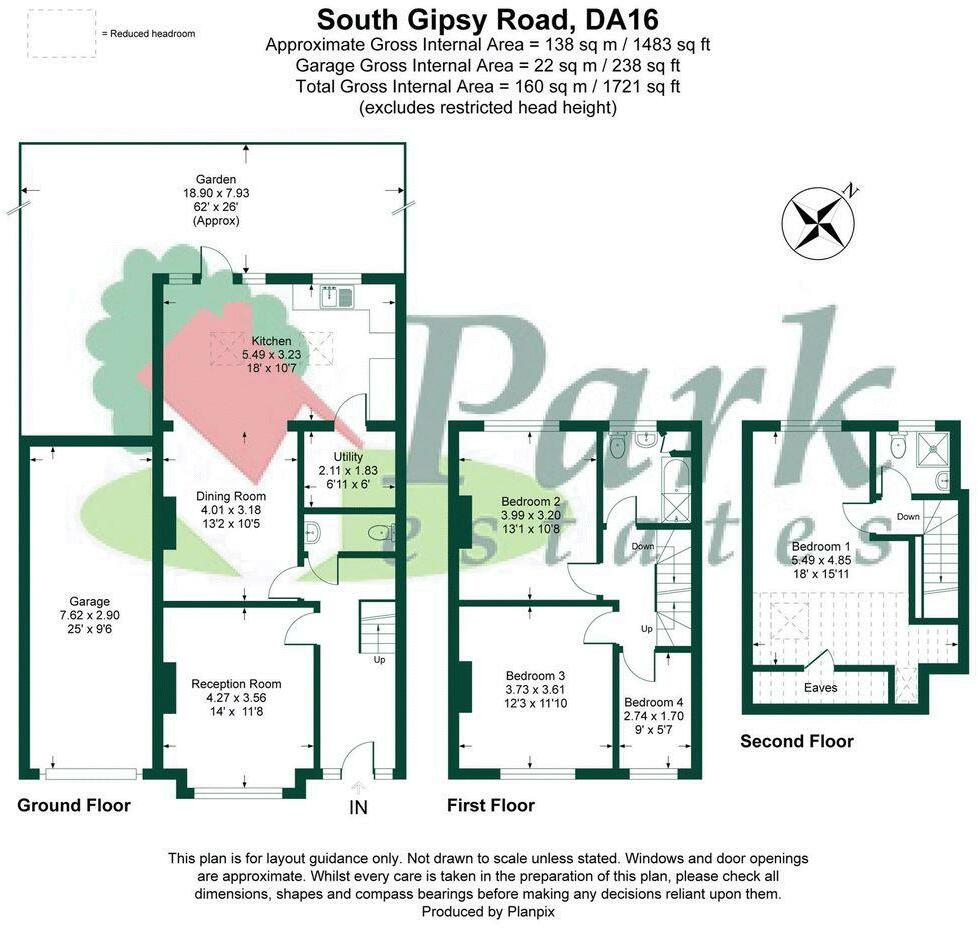 = Reduced headroom
South Gipsy Road, DA16
Approximate Gross Internal Area = 138 sq m / 1483 sq ft
Garage Gross Internal Area = 22 sq m / 238 sq ft
Total Gross Internal Area = 160 sq m / 1721 sq ft
(excludes restricted head height)
Garden
18.90 x 7.93
62' x 26'
(Approx)
N
Kitchen
5.49 x 3.23
18' x 10'7
Park
estates
Utility
2.11 x 1.83
6'11 x 6'
Dining Room
4.01 x 3.18
13'2 x 10'5
Garage
7.62 x 2.90
25' x 9'6
Up
Reception Room
4.27 x 3.56
14' x 11'8
IN
Ground Floor
Bedroom 2
3.99 x 3.20
13'1 x 10'8
Down
Up
Bedroom 3
3.73 x 3.61
12'3 x 11'10
Bedroom 4
2.74 x 1.70
9' x 5'7
First Floor
Down
Bedroom 1
5.49 x 4.85
18' x 15'11
Eaves
Second Floor
This plan is for layout guidance only. Not drawn to scale unless stated. Windows and door openings
are approximate. Whilst every care is taken in the preparation of this plan, please check all
dimensions, shapes and compass bearings before making any decisions reliant upon them.
Produced by Planpix